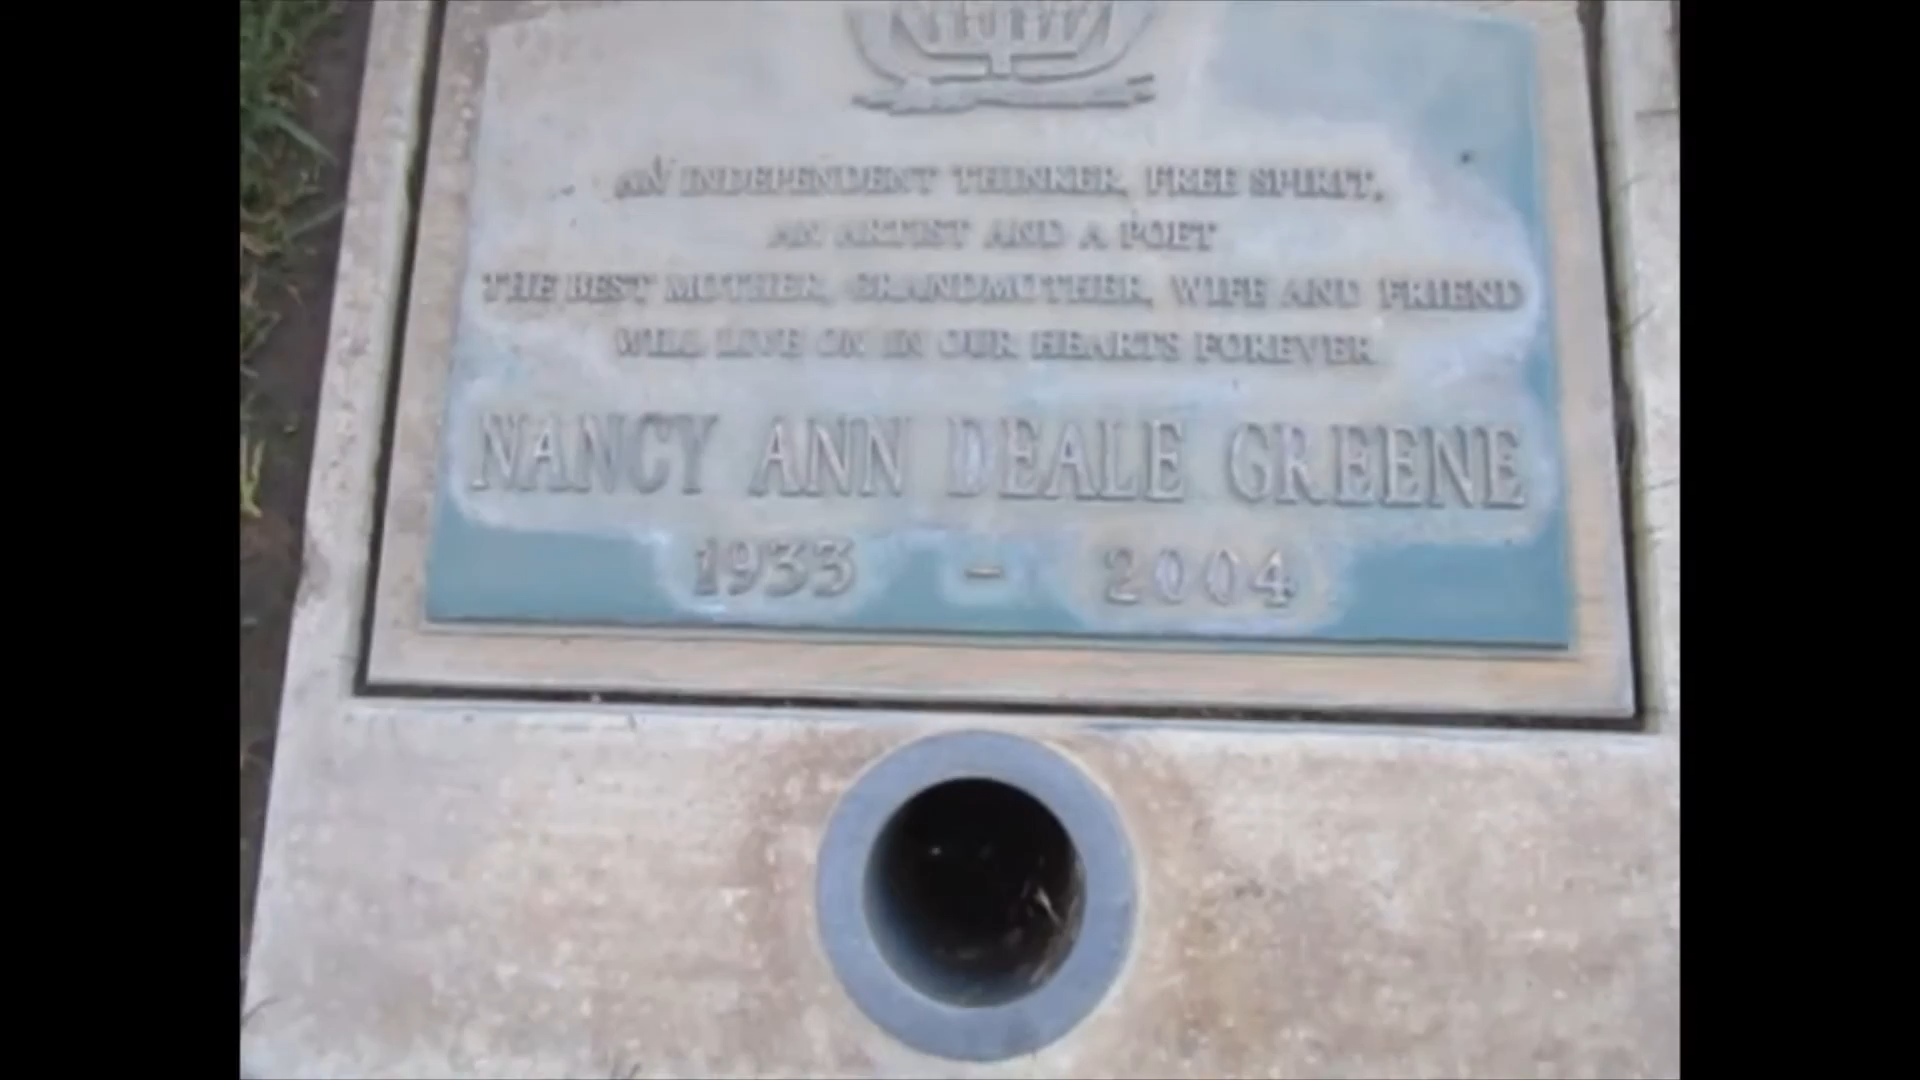 AN INDEPENDENT THINKER, FREE SPIRIT,
AN ARTIST AND A POET
THE BEST MOTHER, GRANDMOTHER, WIFE AND FRIEND
WILL LIVE ON IN OUR HEARTS FOREVER
NANCY ANN DEALE GREENE
1933 - 2004